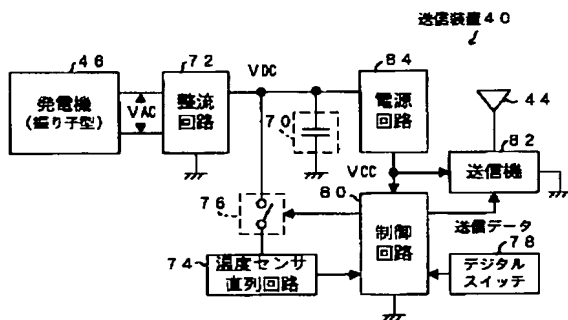 送信装置40
46
発電機
(振り子型)
VAC
72
整流
回路
VDC
70
84
電源
回路
VCC
44
82
送信機
送信データ
76
80
制御
回路
74
温度センサ
直列回路
78
デジタル
スイッチ